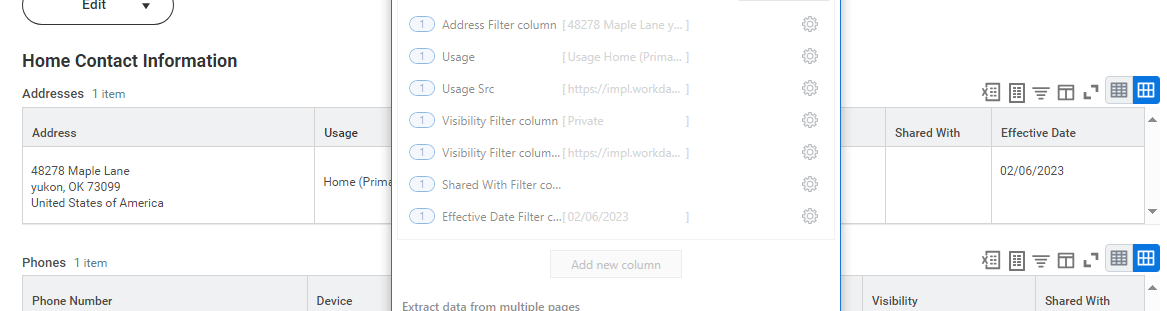 Edit
Home Contact Information
Addresses 1 item
Address
Usage
Shared With
Effective Date
48278 Maple Lane
yukon, OK 73099
United States of America
Home (Prima
02/06/2023
Phones 1 item
Phone Number
Device
Visibility
Shared With
1 Address Filter column [48278 Maple Lane y... ]
1 Usage [Usage Home (Prima... ]
1 Usage Src [https://impl.workda... ]
1 Visibility Filter column [Private ]
1 Visibility Filter colum... [https://impl.workda... ]
1 Shared With Filter co...
1 Effective Date Filter c... [02/06/2023 ]
Add new column
Extract data from multiple pages